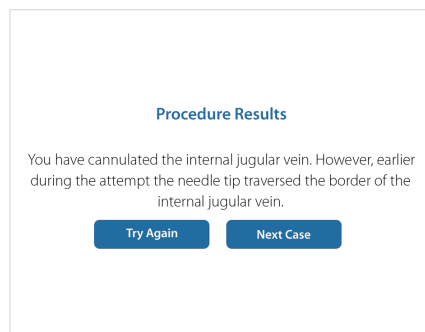 Procedure Results
You have cannulated the internal jugular vein. However, earlier
during the attempt the needle tip traversed the border of the
internal jugular vein.
Try Again
Next Case